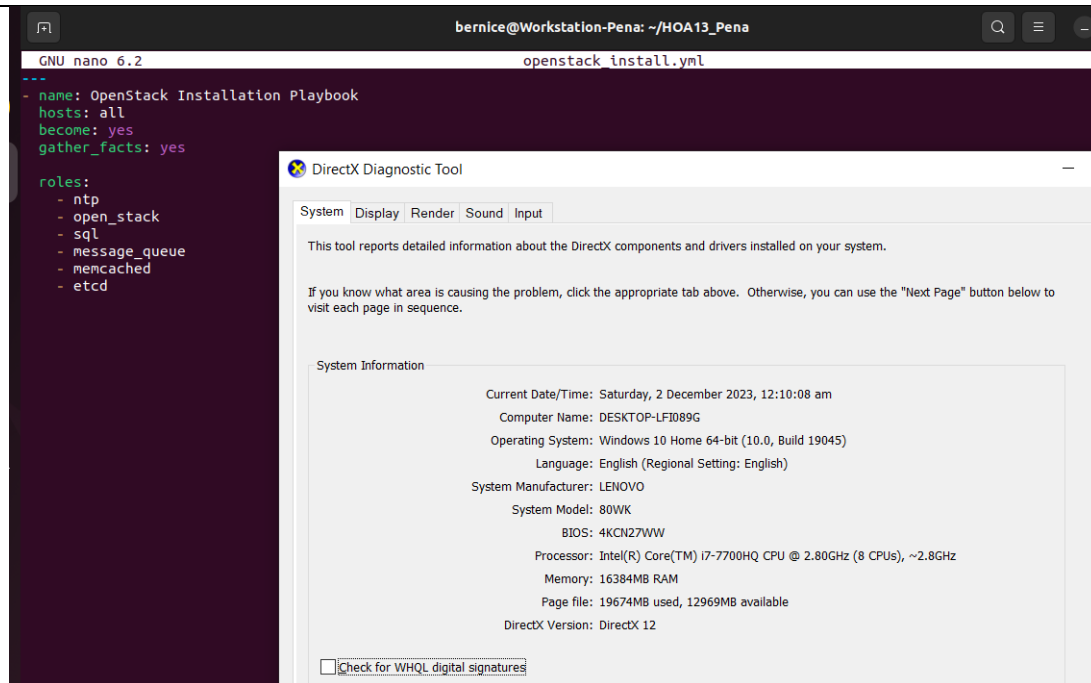 bernice@Workstation-Pena: ~/HOA13_Pena
GNU nano 6.2 openstack_install.yml
---
- name: OpenStack Installation Playbook
hosts: all
become: yes
gather_facts: yes
roles:
- ntp
- open_stack
- sql
- message_queue
- memcached
- etcd
DirectX Diagnostic Tool
System Display Render Sound Input
This tool reports detailed information about the DirectX components and drivers installed on your system.
If you know what area is causing the problem, click the appropriate tab above. Otherwise, you can use the "Next Page" button below to
visit each page in sequence.
System Information
Current Date/Time: Saturday, 2 December 2023, 12:10:08 am
Computer Name: DESKTOP-LFI089G
Operating System: Windows 10 Home 64-bit (10.0, Build 19045)
Language: English (Regional Setting: English)
System Manufacturer: LENOVO
System Model: 80WK
BIOS: 4KCN27WW
Processor: Intel(R) Core(TM) i7-7700HQ CPU @ 2.80GHz (8 CPUs), ~2.8GHz
Memory: 16384MB RAM
Page file: 19674MB used, 12969MB available
DirectX Version: DirectX 12
Check for WHQL digital signatures